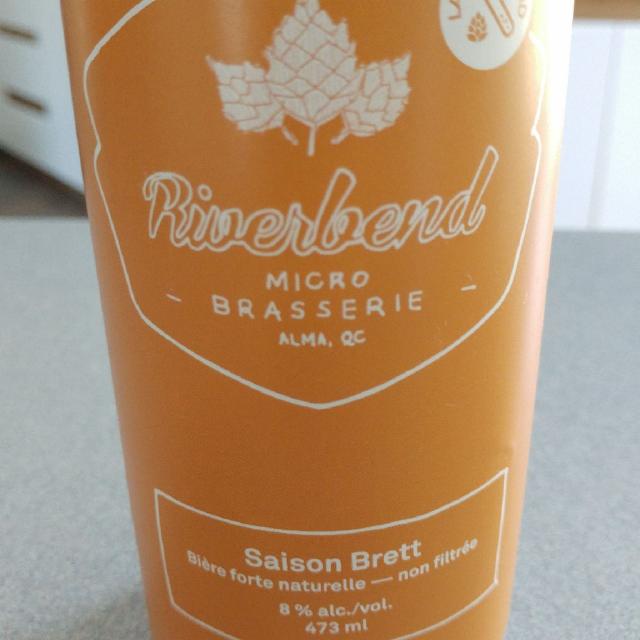 Riverbend
MICRO
BRASSERIE
ALMA, QC
Saison Brett
Bière forte naturelle — non filtrée
8 % alc./vol.
473 ml